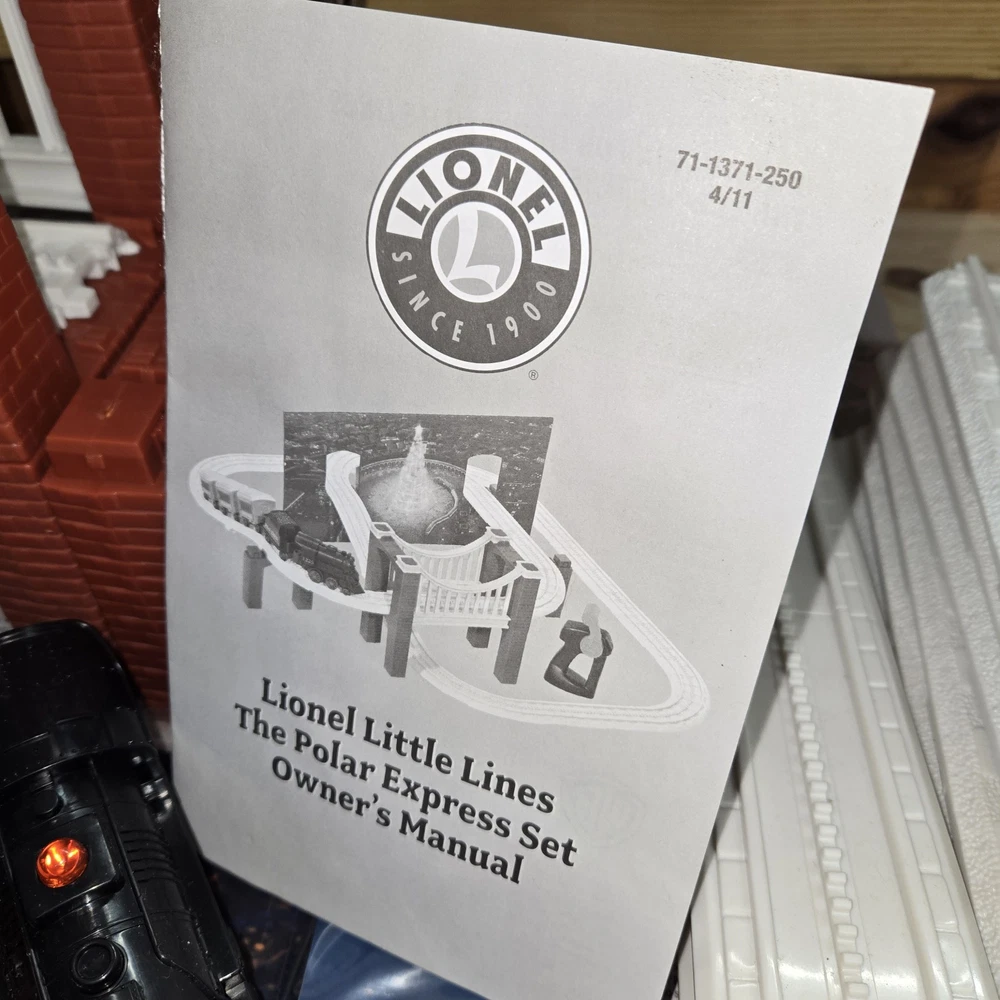 LIONEL
SINCE 1900
®
71-1371-250
4/11
Lionel Little Lines
The Polar Express Set
Owner's Manual